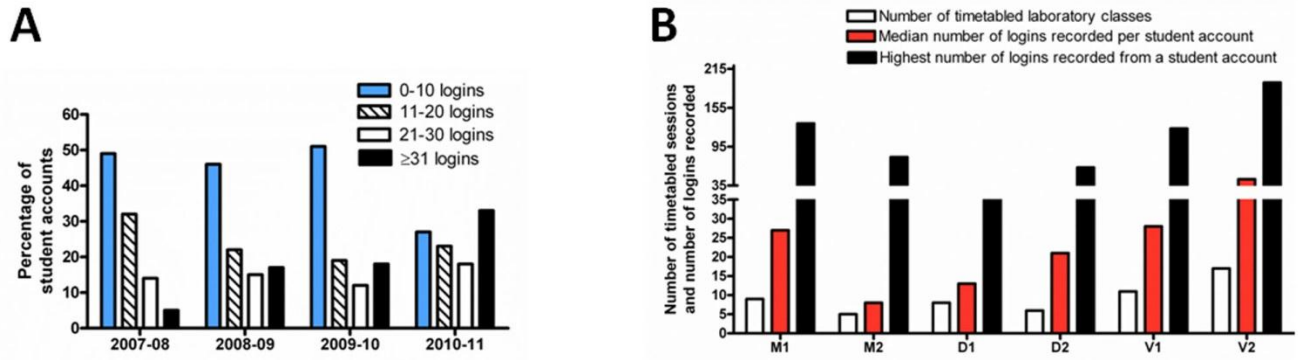 A
0-10 logins
11-20 logins
21-30 logins
≥31 logins
Percentage of
student accounts
60
50
40
30
20
10
0
2007-08 2008-09 2009-10 2010-11
B
Number of timetabled laboratory classes
Median number of logins recorded per student account
Highest number of logins recorded from a student account
Number of timetabled sessions
and number of logins recorded
215
155
95
35
35
30
25
20
15
10
5
0
M1 M2 D1 D2 V1 V2